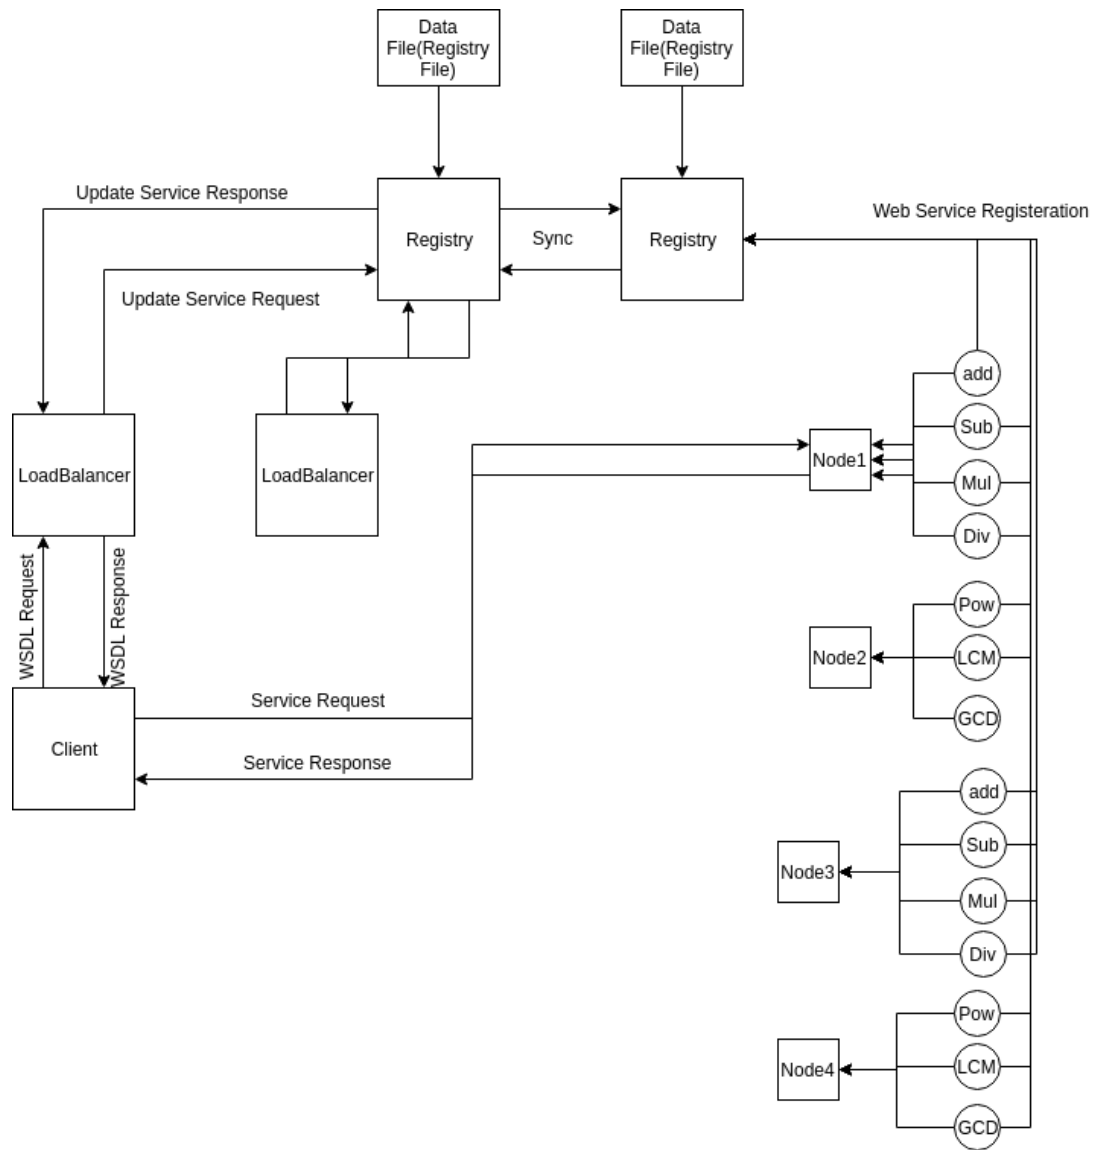 Data
File(Registry
File)
Data
File(Registry
File)
Update Service Response
Web Service Registeration
Registry
Sync
Registry
Update Service Request
add
Sub
LoadBalancer
LoadBalancer
Node1
Mul
Div
WSDL Request
WSDL Response
Pow
Node2
LCM
Service Request
GCD
Client
Service Response
add
Sub
Node3
Mul
Div
Pow
LCM
Node4
GCD